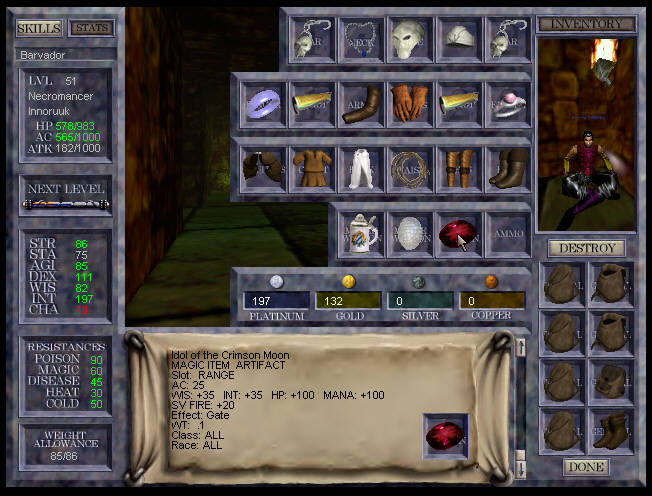 SKILLS STATS
Barvador
LVL 51
Necromancer
Innoruuk
HP 578/983
AC 565/1000
ATK 182/1000
NEXT LEVEL
STR 86
STA 75
AGI 85
DEX 111
WIS 82
INT 197
CHA 73
RESISTANCES
POISON 90
MAGIC 60
DISEASE 45
HEAT 30
COLD 50
WEIGHT
ALLOWANCE
85/86
EAR NECK EAR
AMMO
197 132 0 0
PLATINUM GOLD SILVER COPPER
Idol of the Crimson Moon
MAGIC ITEM ARTIFACT
Slot: RANGE
AC: 25
WIS: +35 INT: +35 HP: +100 MANA: +100
SV FIRE: +20
Effect: Gate
WT: .1
Class: ALL
Race: ALL
INVENTORY
DESTROY
DONE